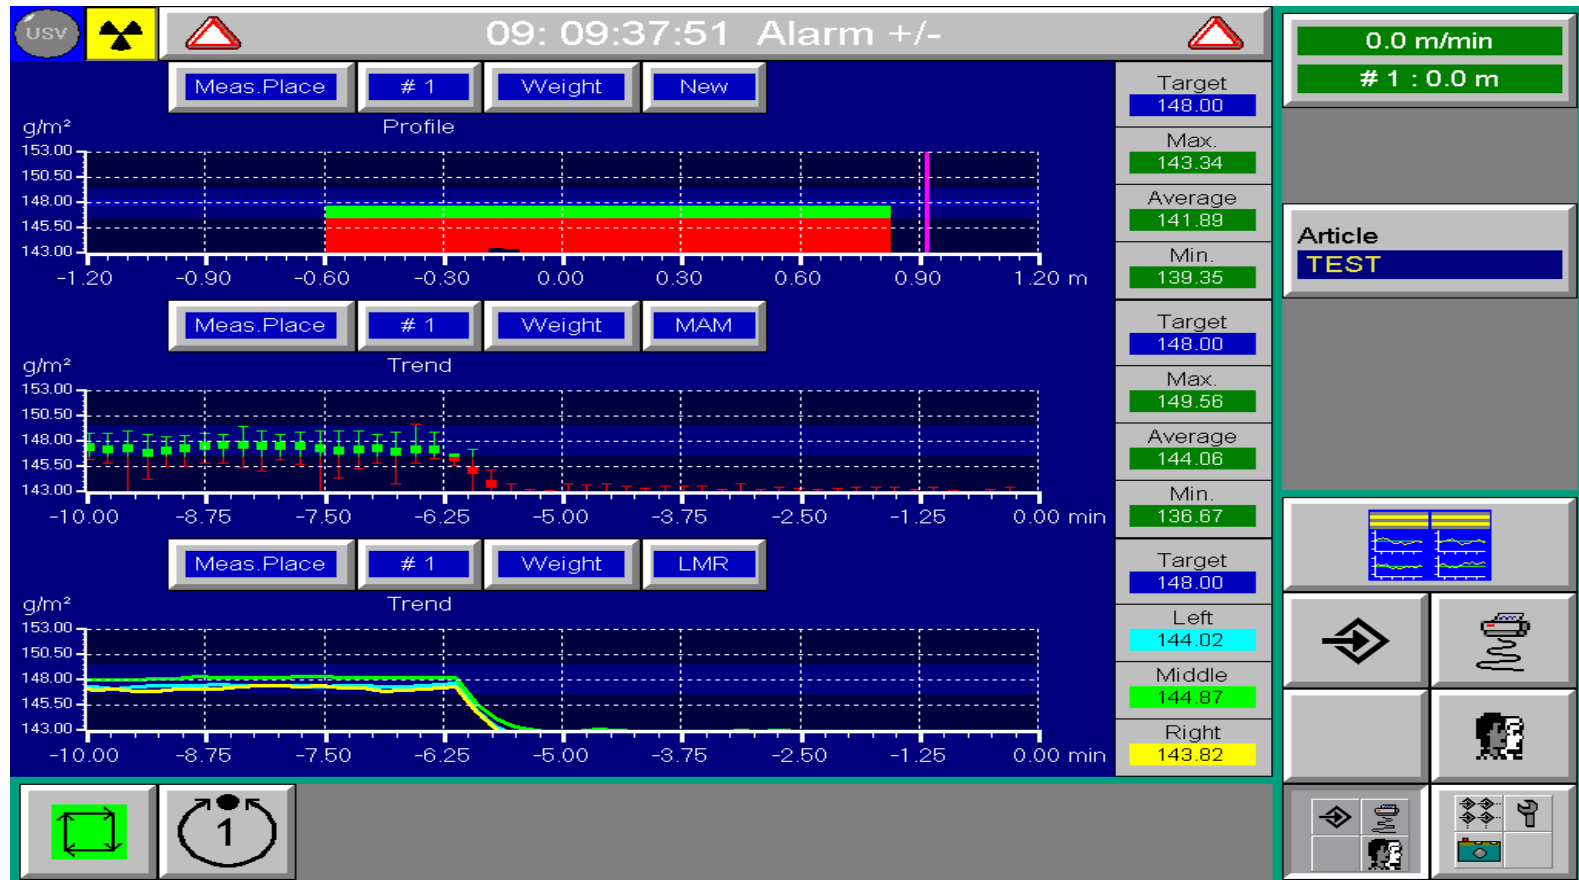 USV
09: 09:37:51 Alarm +/-
0.0 m/min
# 1 : 0.0 m
Meas.Place # 1 Weight New
g/m² Profile
153.00
150.50
148.00
145.50
143.00
-1.20 -0.90 -0.60 -0.30 0.00 0.30 0.60 0.90 1.20 m
Target
148.00
Max.
143.34
Average
141.89
Min.
139.35
Article
TEST
Meas.Place # 1 Weight MAM
g/m² Trend
153.00
150.50
148.00
145.50
143.00
-10.00 -8.75 -7.50 -6.25 -5.00 -3.75 -2.50 -1.25 0.00 min
Target
148.00
Max.
149.56
Average
144.06
Min.
136.67
Meas.Place # 1 Weight LMR
g/m² Trend
153.00
150.50
148.00
145.50
143.00
-10.00 -8.75 -7.50 -6.25 -5.00 -3.75 -2.50 -1.25 0.00 min
Target
148.00
Left
144.02
Middle
144.87
Right
143.82
1